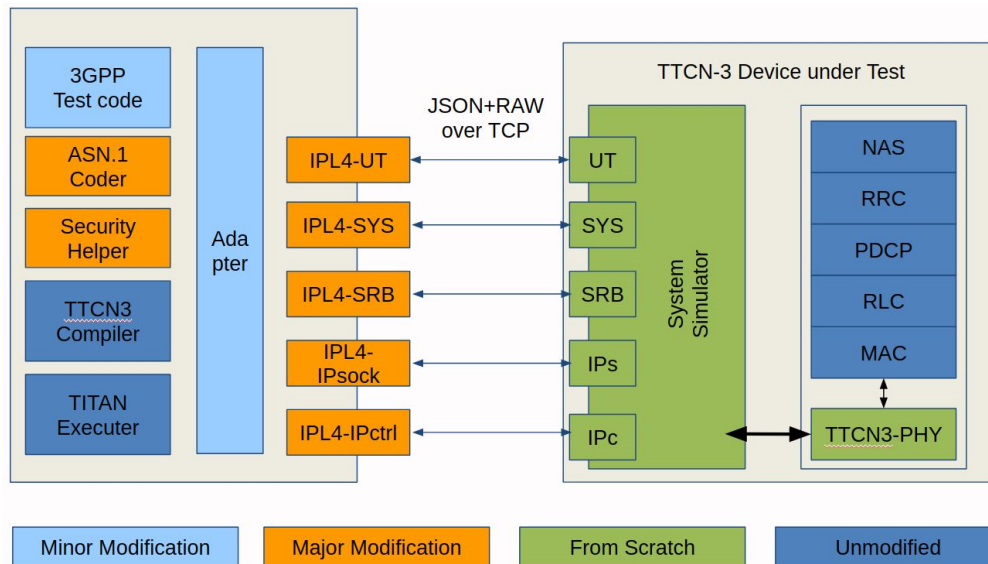 3GPP
Test code
ASN.1
Coder
Security
Helper
TTCN3
Compiler
TITAN
Executer
Ada
pter
IPL4-UT
IPL4-SYS
IPL4-SRB
IPL4-
IPsock
IPL4-IPctrl
JSON+RAW
over TCP
TTCN-3 Device under Test
UT
SYS
SRB
IPs
IPc
System
Simulator
NAS
RRC
PDCP
RLC
MAC
TTCN3-PHY
Minor Modification
Major Modification
From Scratch
Unmodified